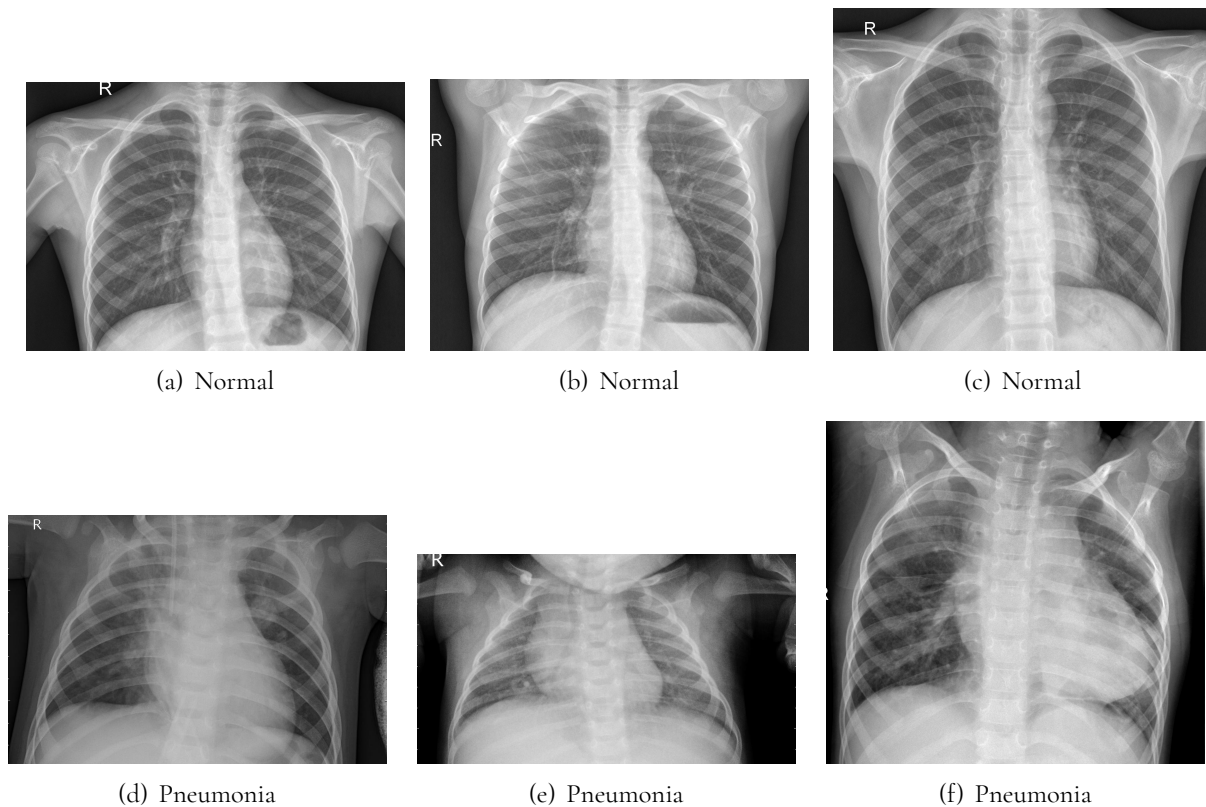 R
R
R
(a) Normal
(b) Normal
(c) Normal
R
R
R
(d) Pneumonia
(e) Pneumonia
(f) Pneumonia